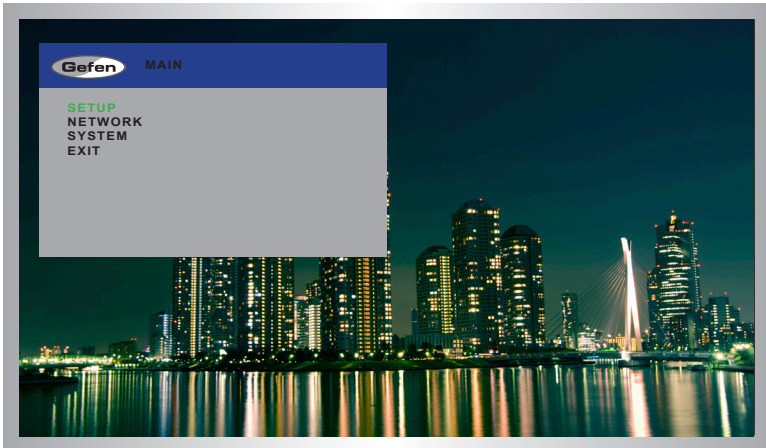 Gefen
MAIN
SETUP
NETWORK
SYSTEM
EXIT